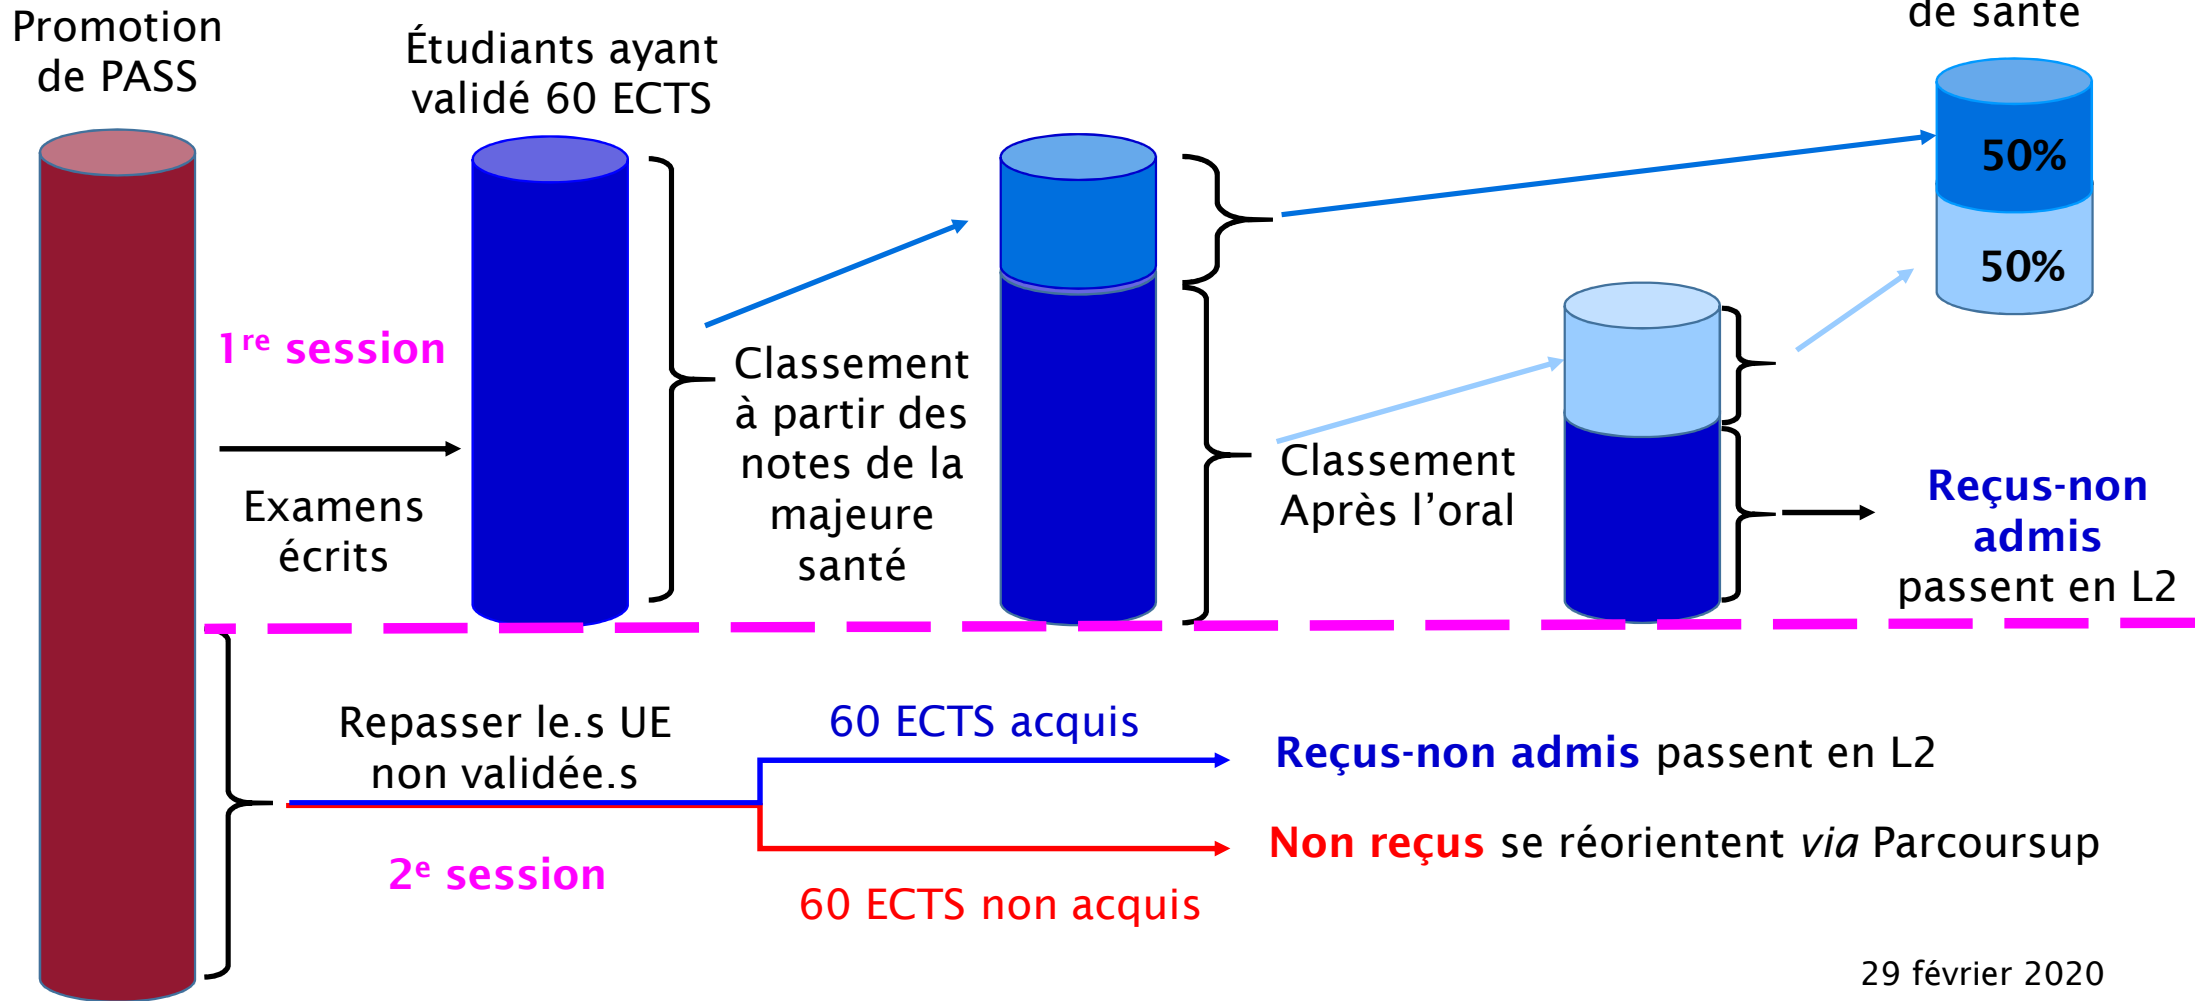 Promotion
de PASS
Étudiants ayant
validé 60 ECTS
de santé
50%
50%
1re session
Examens
écrits
Classement
à partir des
notes de la
majeure
santé
Classement
Après l'oral
Reçus-non
admis
passent en L2
Repasser le.s UE
non validée.s
2e session
60 ECTS acquis
60 ECTS non acquis
Reçus-non admis passent en L2
Non reçus se réorientent via Parcoursup
29 février 2020